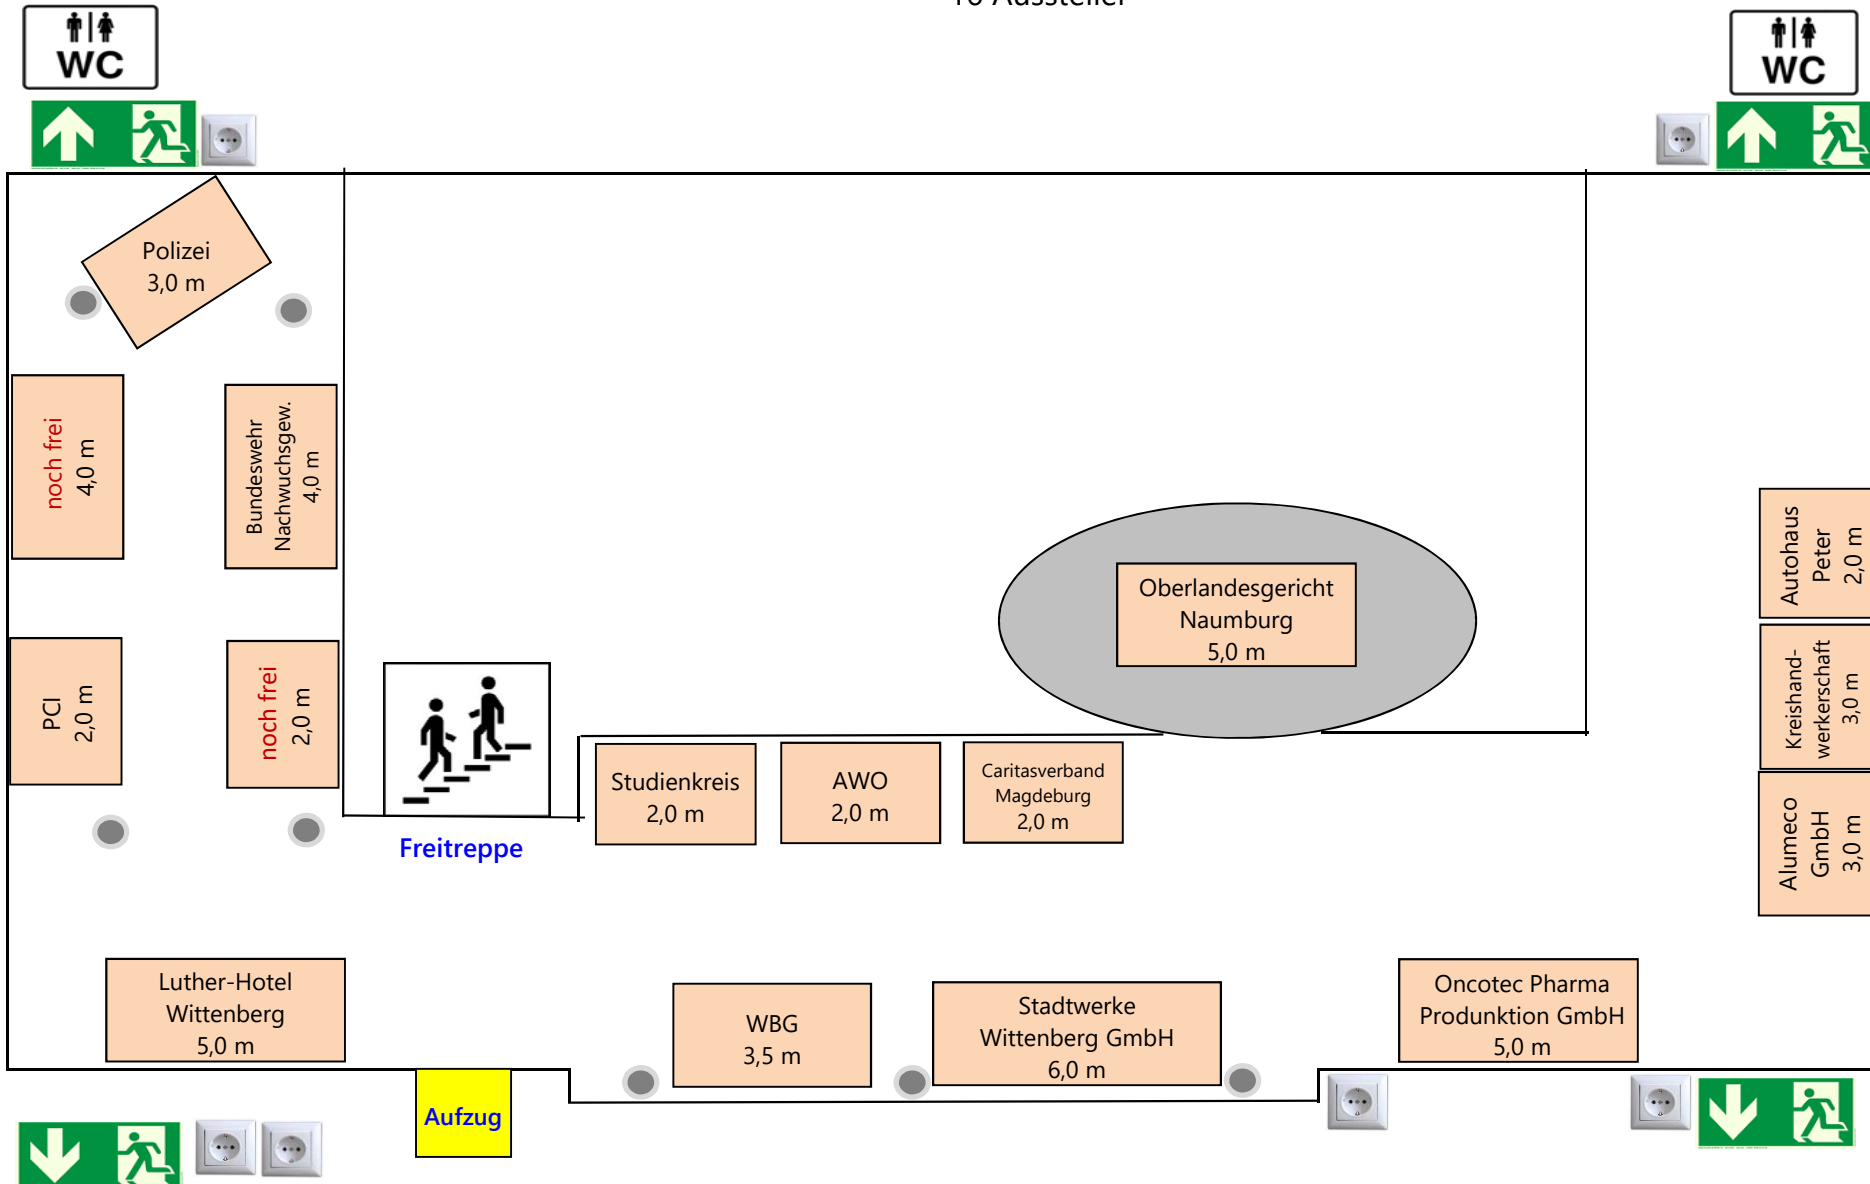 Aussteller
WC
WC
Polizei
3,0 m
noch frei
4,0 m
Bundeswehr
Nachwuchsgew.
4,0 m
PCI
2,0 m
noch frei
2,0 m
Freitreppe
Studienkreis
2,0 m
AWO
2,0 m
Caritasverband
Magdeburg
2,0 m
Oberlandesgericht
Naumburg
5,0 m
Autohaus
Peter
2,0 m
Kreishand-
werkerschaft
3,0 m
Alumeco
GmbH
3,0 m
Luther-Hotel
Wittenberg
5,0 m
WBG
3,5 m
Stadtwerke
Wittenberg GmbH
6,0 m
Oncotec Pharma
Produnktion GmbH
5,0 m
Aufzug